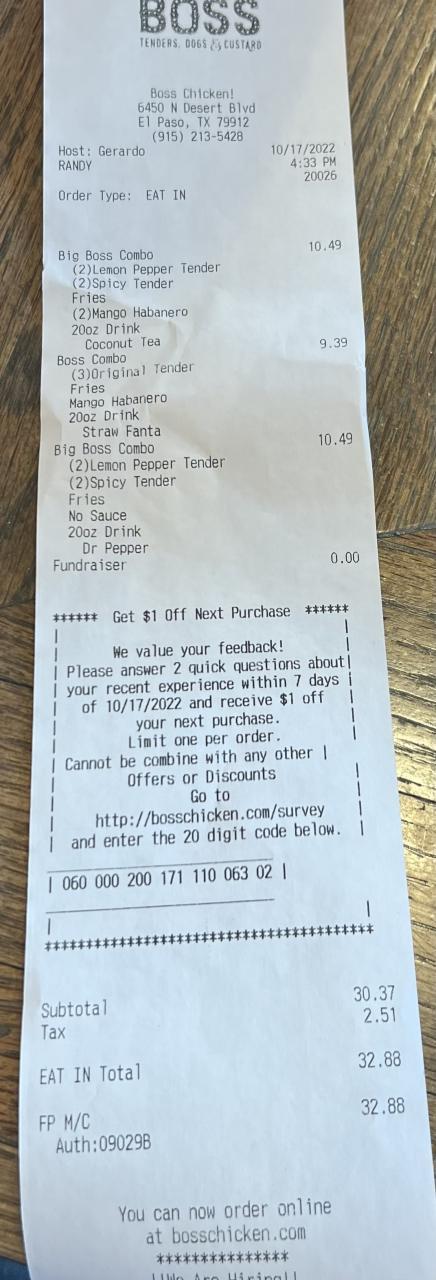 BOSS
TENDERS, DOGS & CUSTARD
Boss Chicken!
6450 N Desert Blvd
El Paso, TX 79912
(915) 213-5428
Host: Gerardo 10/17/2022
RANDY 4:33 PM
20026
Order Type: EAT IN
Big Boss Combo 10.49
(2)Lemon Pepper Tender
(2)Spicy Tender
Fries
(2)Mango Habanero
20oz Drink
Coconut Tea
Boss Combo 9.39
(3)Original Tender
Fries
Mango Habanero
20oz Drink
Straw Fanta
Big Boss Combo 10.49
(2)Lemon Pepper Tender
(2)Spicy Tender
Fries
No Sauce
20oz Drink
Dr Pepper
Fundraiser 0.00
****** Get $1 Off Next Purchase ******
We value your feedback!
Please answer 2 quick questions about
your recent experience within 7 days
of 10/17/2022 and receive $1 off
your next purchase.
Limit one per order.
Cannot be combine with any other
Offers or Discounts
Go to
http://bosschicken.com/survey
and enter the 20 digit code below.
| 060 000 200 171 110 063 02 |
****************************************
Subtotal 30.37
Tax 2.51
EAT IN Total 32.88
FP M/C 32.88
Auth:09029B
You can now order online
at bosschicken.com
***************
!!We Are Hiring!!